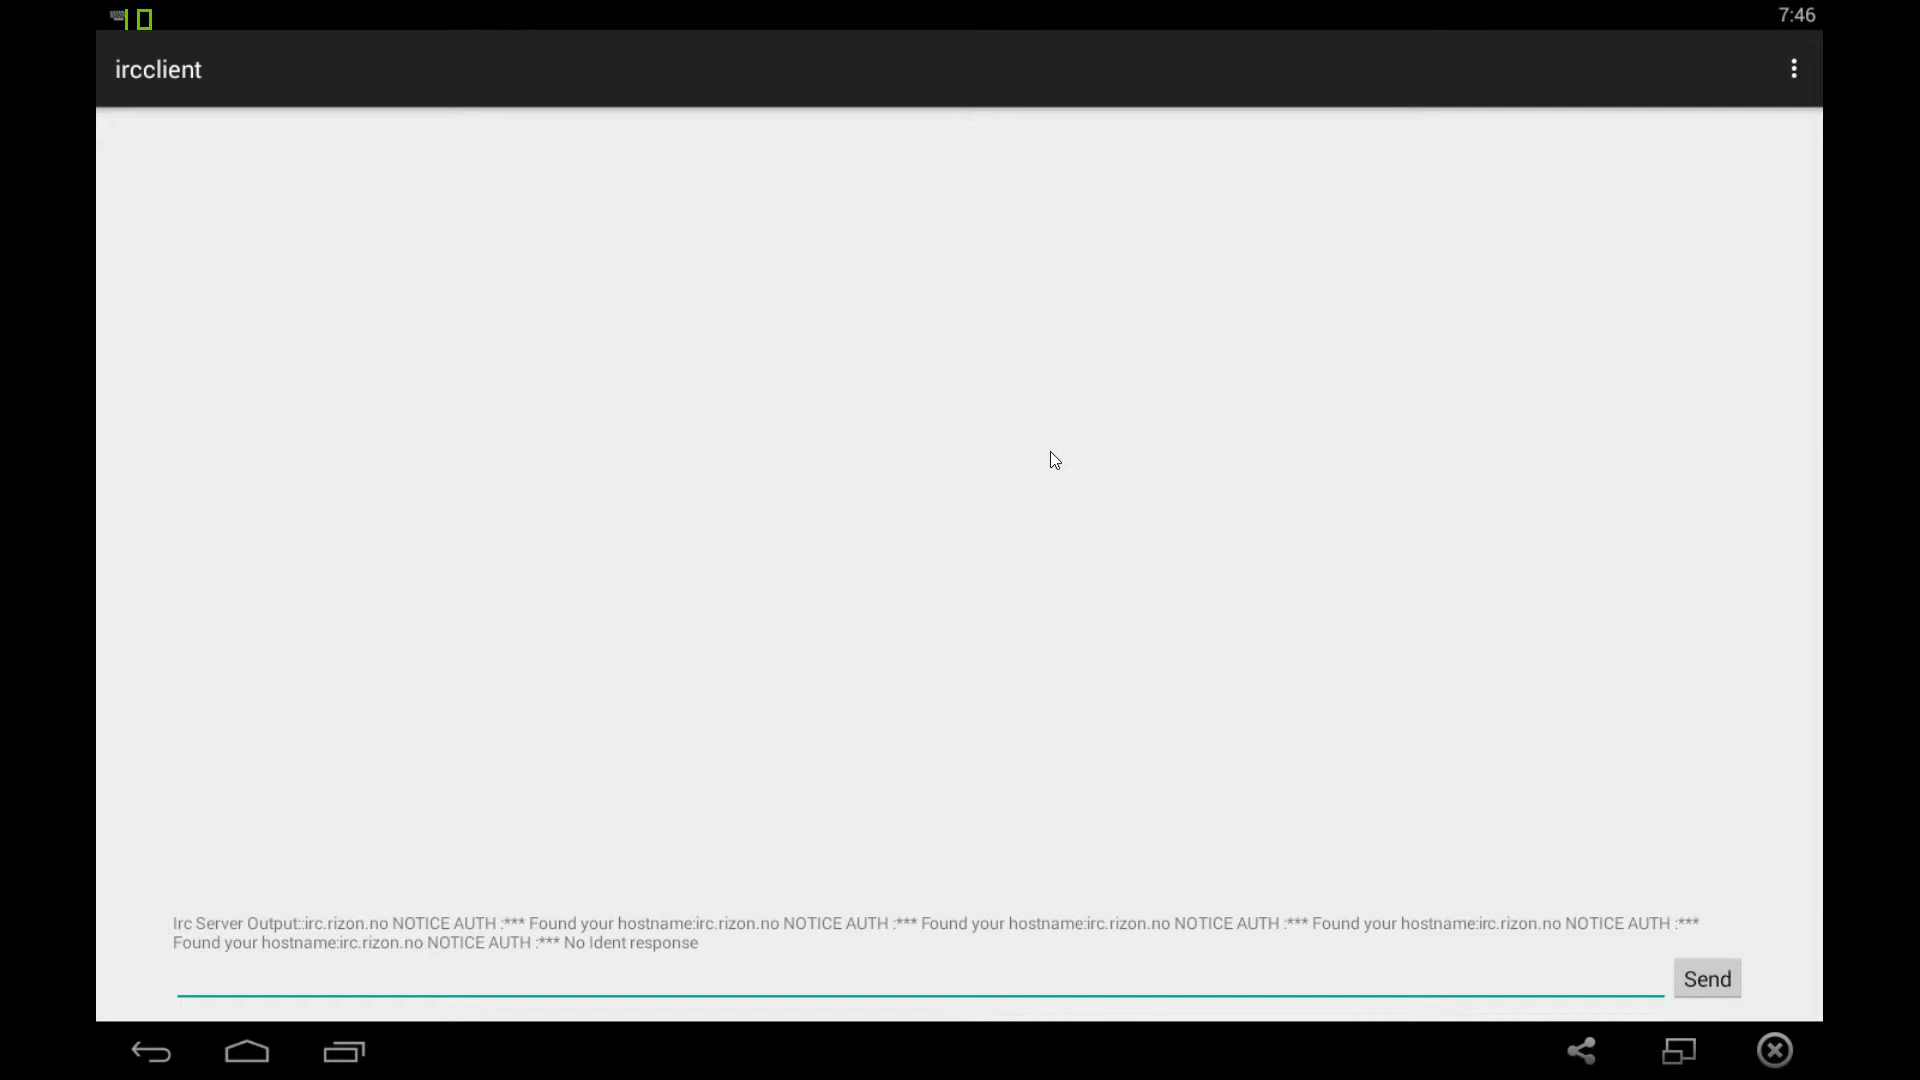 7:46
ircclient
Irc Server Output::irc.rizon.no NOTICE AUTH :*** Found your hostname:irc.rizon.no NOTICE AUTH :*** Found your hostname:irc.rizon.no NOTICE AUTH :*** Found your hostname:irc.rizon.no NOTICE AUTH :***
Found your hostname:irc.rizon.no NOTICE AUTH :*** No Ident response
Send